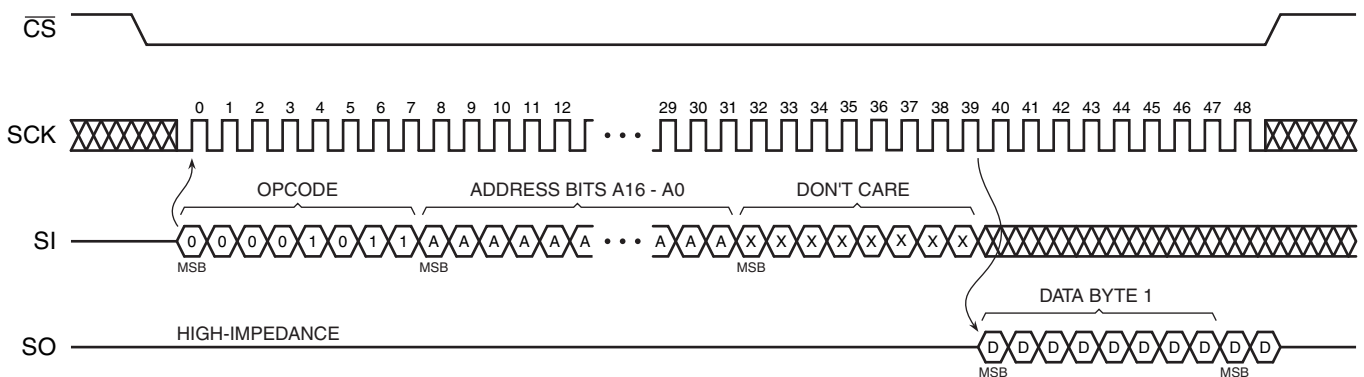 CS
0 1 2 3 4 5 6 7 8 9 10 11 12 29 30 31 32 33 34 35 36 37 38 39 40 41 42 43 44 45 46 47 48
SCK • • •
OPCODE ADDRESS BITS A16 - A0 DON'T CARE
SI 0 0 0 0 1 0 1 1 A A A A A A • • • A A A X X X X X X X X
MSB MSB MSB
DATA BYTE 1
HIGH-IMPEDANCE
SO D D D D D D D D D D
MSB MSB